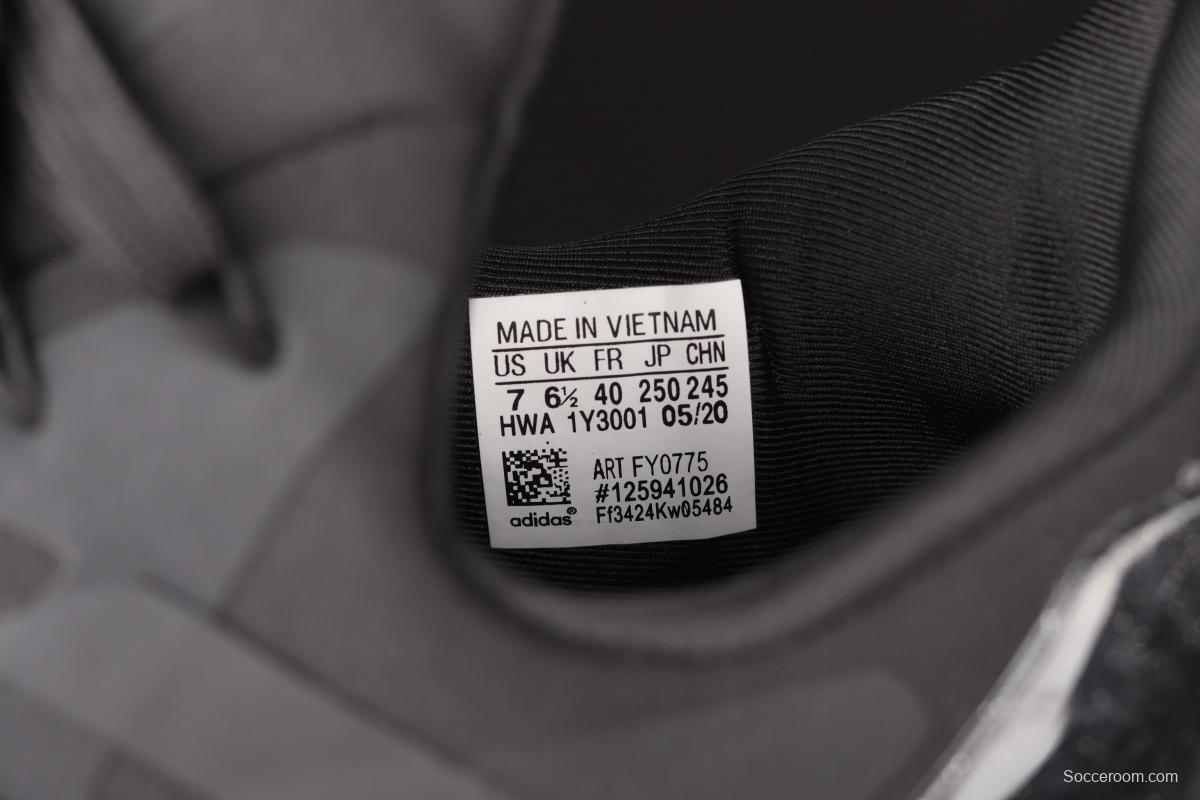 MADE IN VIETNAM
US UK FR JP CHN
7 6½ 40 250 245
HWA 1Y3001 05/20
ART FY0775
#125941026
Ff3424Kw05484
adidas®
Socceroom.com